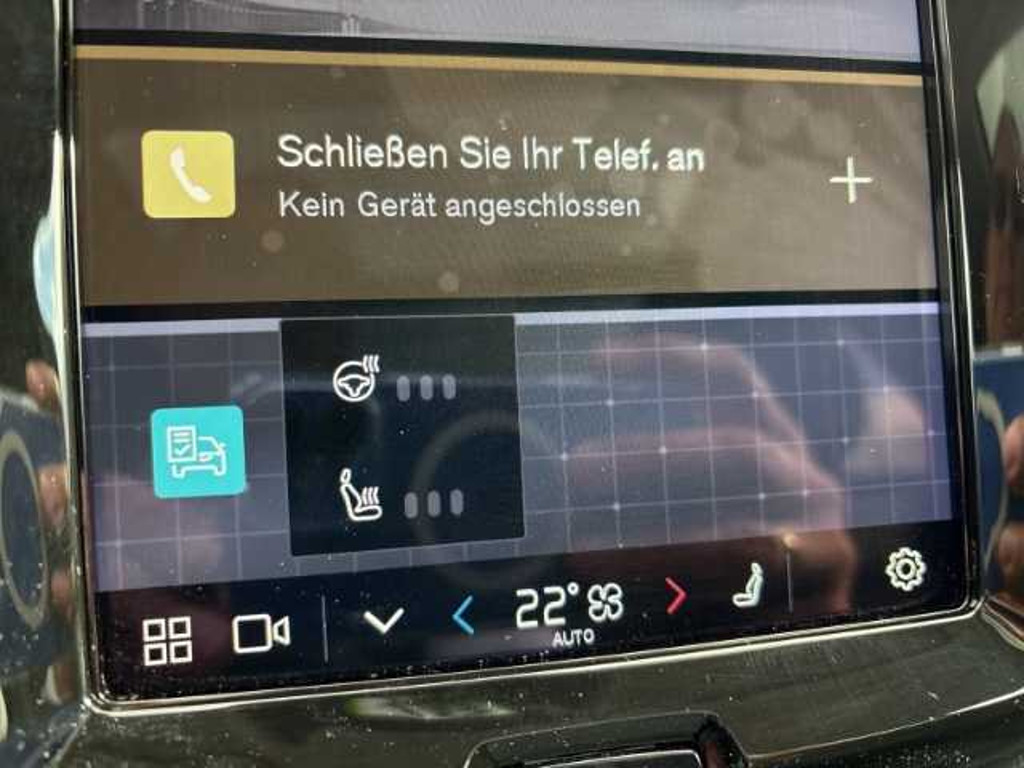 Schließen Sie Ihr Telef. an
Kein Gerät angeschlossen
22°
AUTO